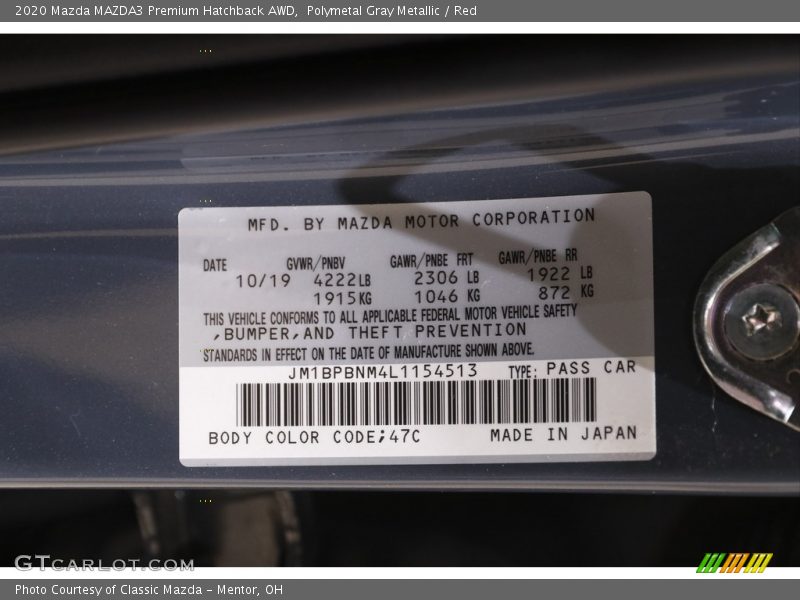 2020 Mazda MAZDA3 Premium Hatchback AWD,  Polymetal Gray Metallic / Red
MFD. BY MAZDA MOTOR CORPORATION
DATE GVWR/PNBV GAWR/PNBE FRT GAWR/PNBE RR
10/19 4222LB 2306 LB 1922 LB
1915KG 1046 KG 872 KG
THIS VEHICLE CONFORMS TO ALL APPLICABLE FEDERAL MOTOR VEHICLE SAFETY
,BUMPER,AND THEFT PREVENTION
STANDARDS IN EFFECT ON THE DATE OF MANUFACTURE SHOWN ABOVE.
JM1BPBNM4L1154513 TYPE: PASS CAR
BODY COLOR CODE;47C MADE IN JAPAN
GTCARLOT.COM
Photo Courtesy of Classic Mazda - Mentor, OH